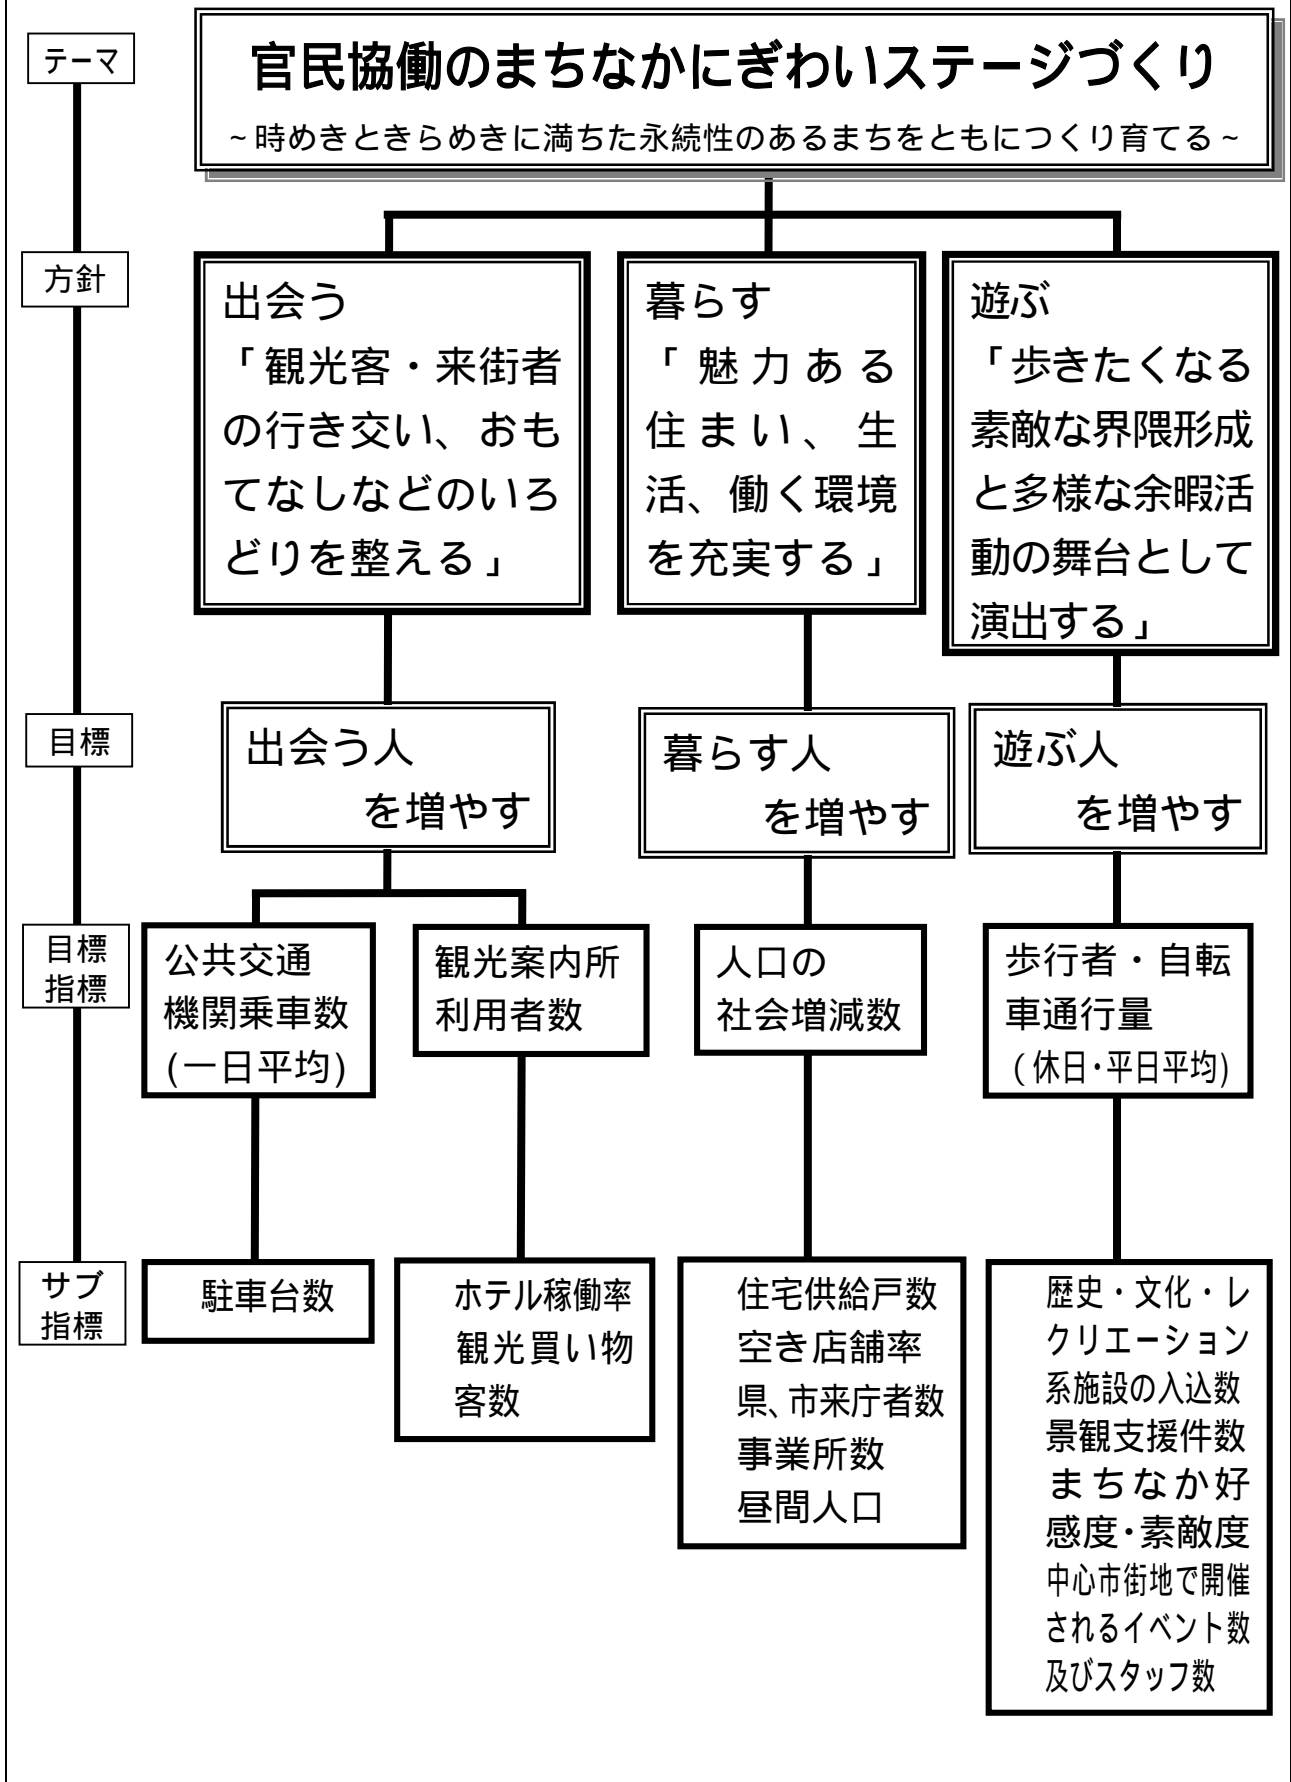 テーマ
官民協働のまちなかにぎわいステージづくり
~時めきときらめきに満ちた永続性のあるまちをともにつくり育てる~
方針
出会う
「観光客・来街者
の行き交い、おも
てなしなどのいろ
どりを整える」
暮らす
「魅力ある
住まい、生
活、働く環境
を充実する」
遊ぶ
「歩きたくなる
素敵な界隈形成
と多様な余暇活
動の舞台として
演出する」
目標
出会う人
を増やす
暮らす人
を増やす
遊ぶ人
を増やす
目標
指標
公共交通
機関乗車数
(一日平均)
観光案内所
利用者数
人口の
社会増減数
歩行者・自転
車通行量
(休日・平日平均)
サブ
指標
駐車台数
ホテル稼働率
観光買い物
客数
住宅供給戸数
空き店舗率
県、市来庁者数
事業所数
昼間人口
歴史・文化・レ
クリエーション
系施設の入込数
景観支援件数
まちなか好
感度・素敵度
中心市街地で開催
されるイベント数
及びスタッフ数